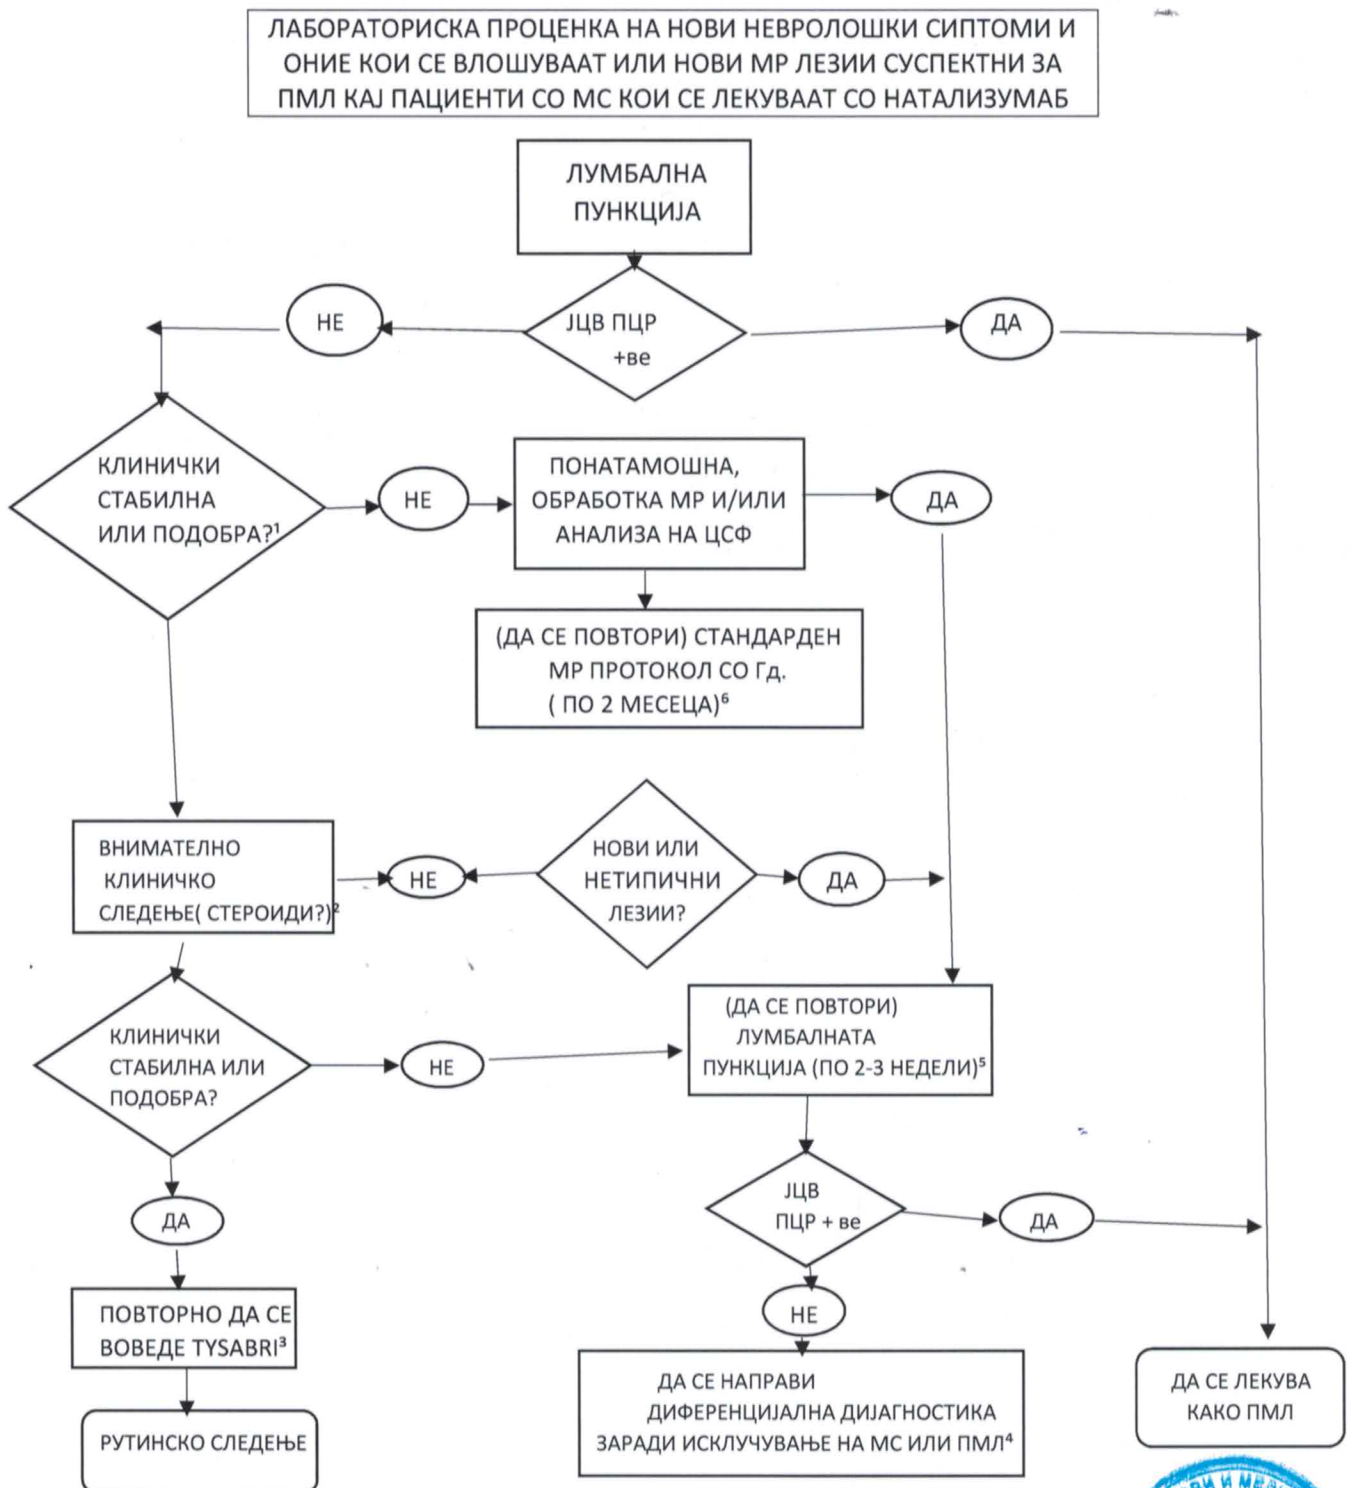 ЛАБОРАТОРИСКА ПРОЦЕНКА НА НОВИ НЕВРОЛОШКИ СИПТОМИ И
ОНИЕ КОИ СЕ ВЛОШУВААТ ИЛИ НОВИ МР ЛЕЗИИ СУСПЕКТНИ ЗА
ПМЛ КАЈ ПАЦИЕНТИ СО МС КОИ СЕ ЛЕКУВААТ СО НАТАЛИЗУМАБ
ЛУМБАЛНА
ПУНКЦИЈА
НЕ
ЈЦВ ПЦР
+ве
ДА
КЛИНИЧКИ
СТАБИЛНА
ИЛИ ПОДОБРА?¹
НЕ
ПОНАТАМОШНА,
ОБРАБОТКА МР И/ИЛИ
АНАЛИЗА НА ЦСФ
ДА
(ДА СЕ ПОВТОРИ) СТАНДАРДЕН
МР ПРОТОКОЛ СО Гд.
( ПО 2 МЕСЕЦА)⁶
ВНИМАТЕЛНО
КЛИНИЧКО
СЛЕДЕЊЕ( СТЕРОИДИ?)²
НЕ
НОВИ ИЛИ
НЕТИПИЧНИ
ЛЕЗИИ?
ДА
КЛИНИЧКИ
СТАБИЛНА ИЛИ
ПОДОБРА?
НЕ
(ДА СЕ ПОВТОРИ)
ЛУМБАЛНАТА
ПУНКЦИЈА (ПО 2-3 НЕДЕЛИ)⁵
ДА
ЈЦВ
ПЦР + ве
ДА
НЕ
ПОВТОРНО ДА СЕ
ВОВЕДЕ TYSABRI³
РУТИНСКО СЛЕДЕЊЕ
ДА СЕ НАПРАВИ
ДИФЕРЕНЦИЈАЛНА ДИЈАГНОСТИКА
ЗАРАДИ ИСКЛУЧУВАЊЕ НА МС ИЛИ ПМЛ⁴
ДА СЕ ЛЕКУВА
КАКО ПМЛ